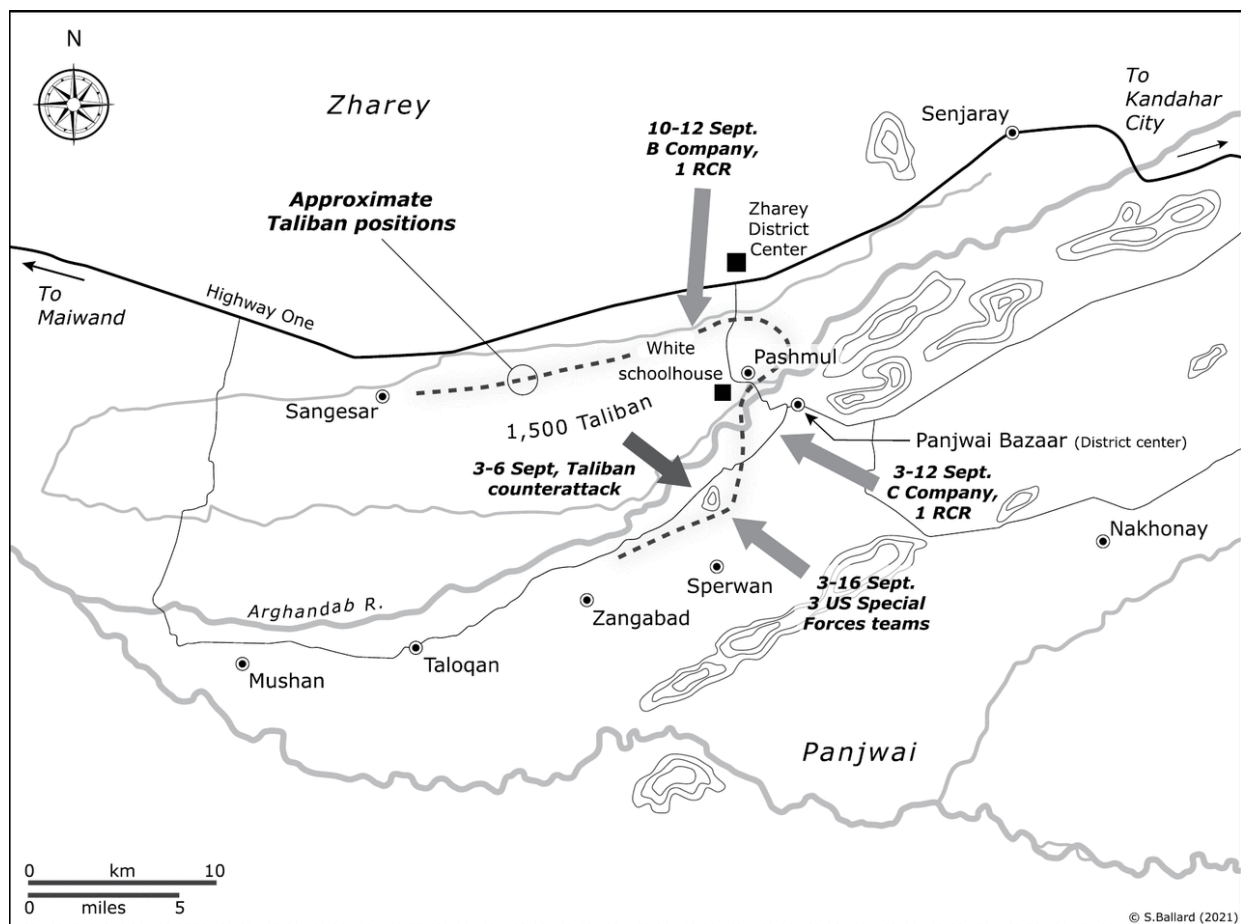 N
Zharey
To
Kandahar
City
Senjaray
10-12 Sept.
B Company,
1 RCR
Approximate
Taliban positions
Zharey
District
Center
To
Maiwand
Highway One
White
schoolhouse
Pashmul
Sangesar
1,500 Taliban
Panjwai Bazaar (District center)
3-6 Sept, Taliban
counterattack
3-12 Sept.
C Company,
1 RCR
Nakhonay
Sperwan
3-16 Sept.
3 US Special
Forces teams
Zangabad
Arghandab R.
Taloqan
Mushan
Panjwai
0 km 10
0 miles 5
© S.Ballard (2021)